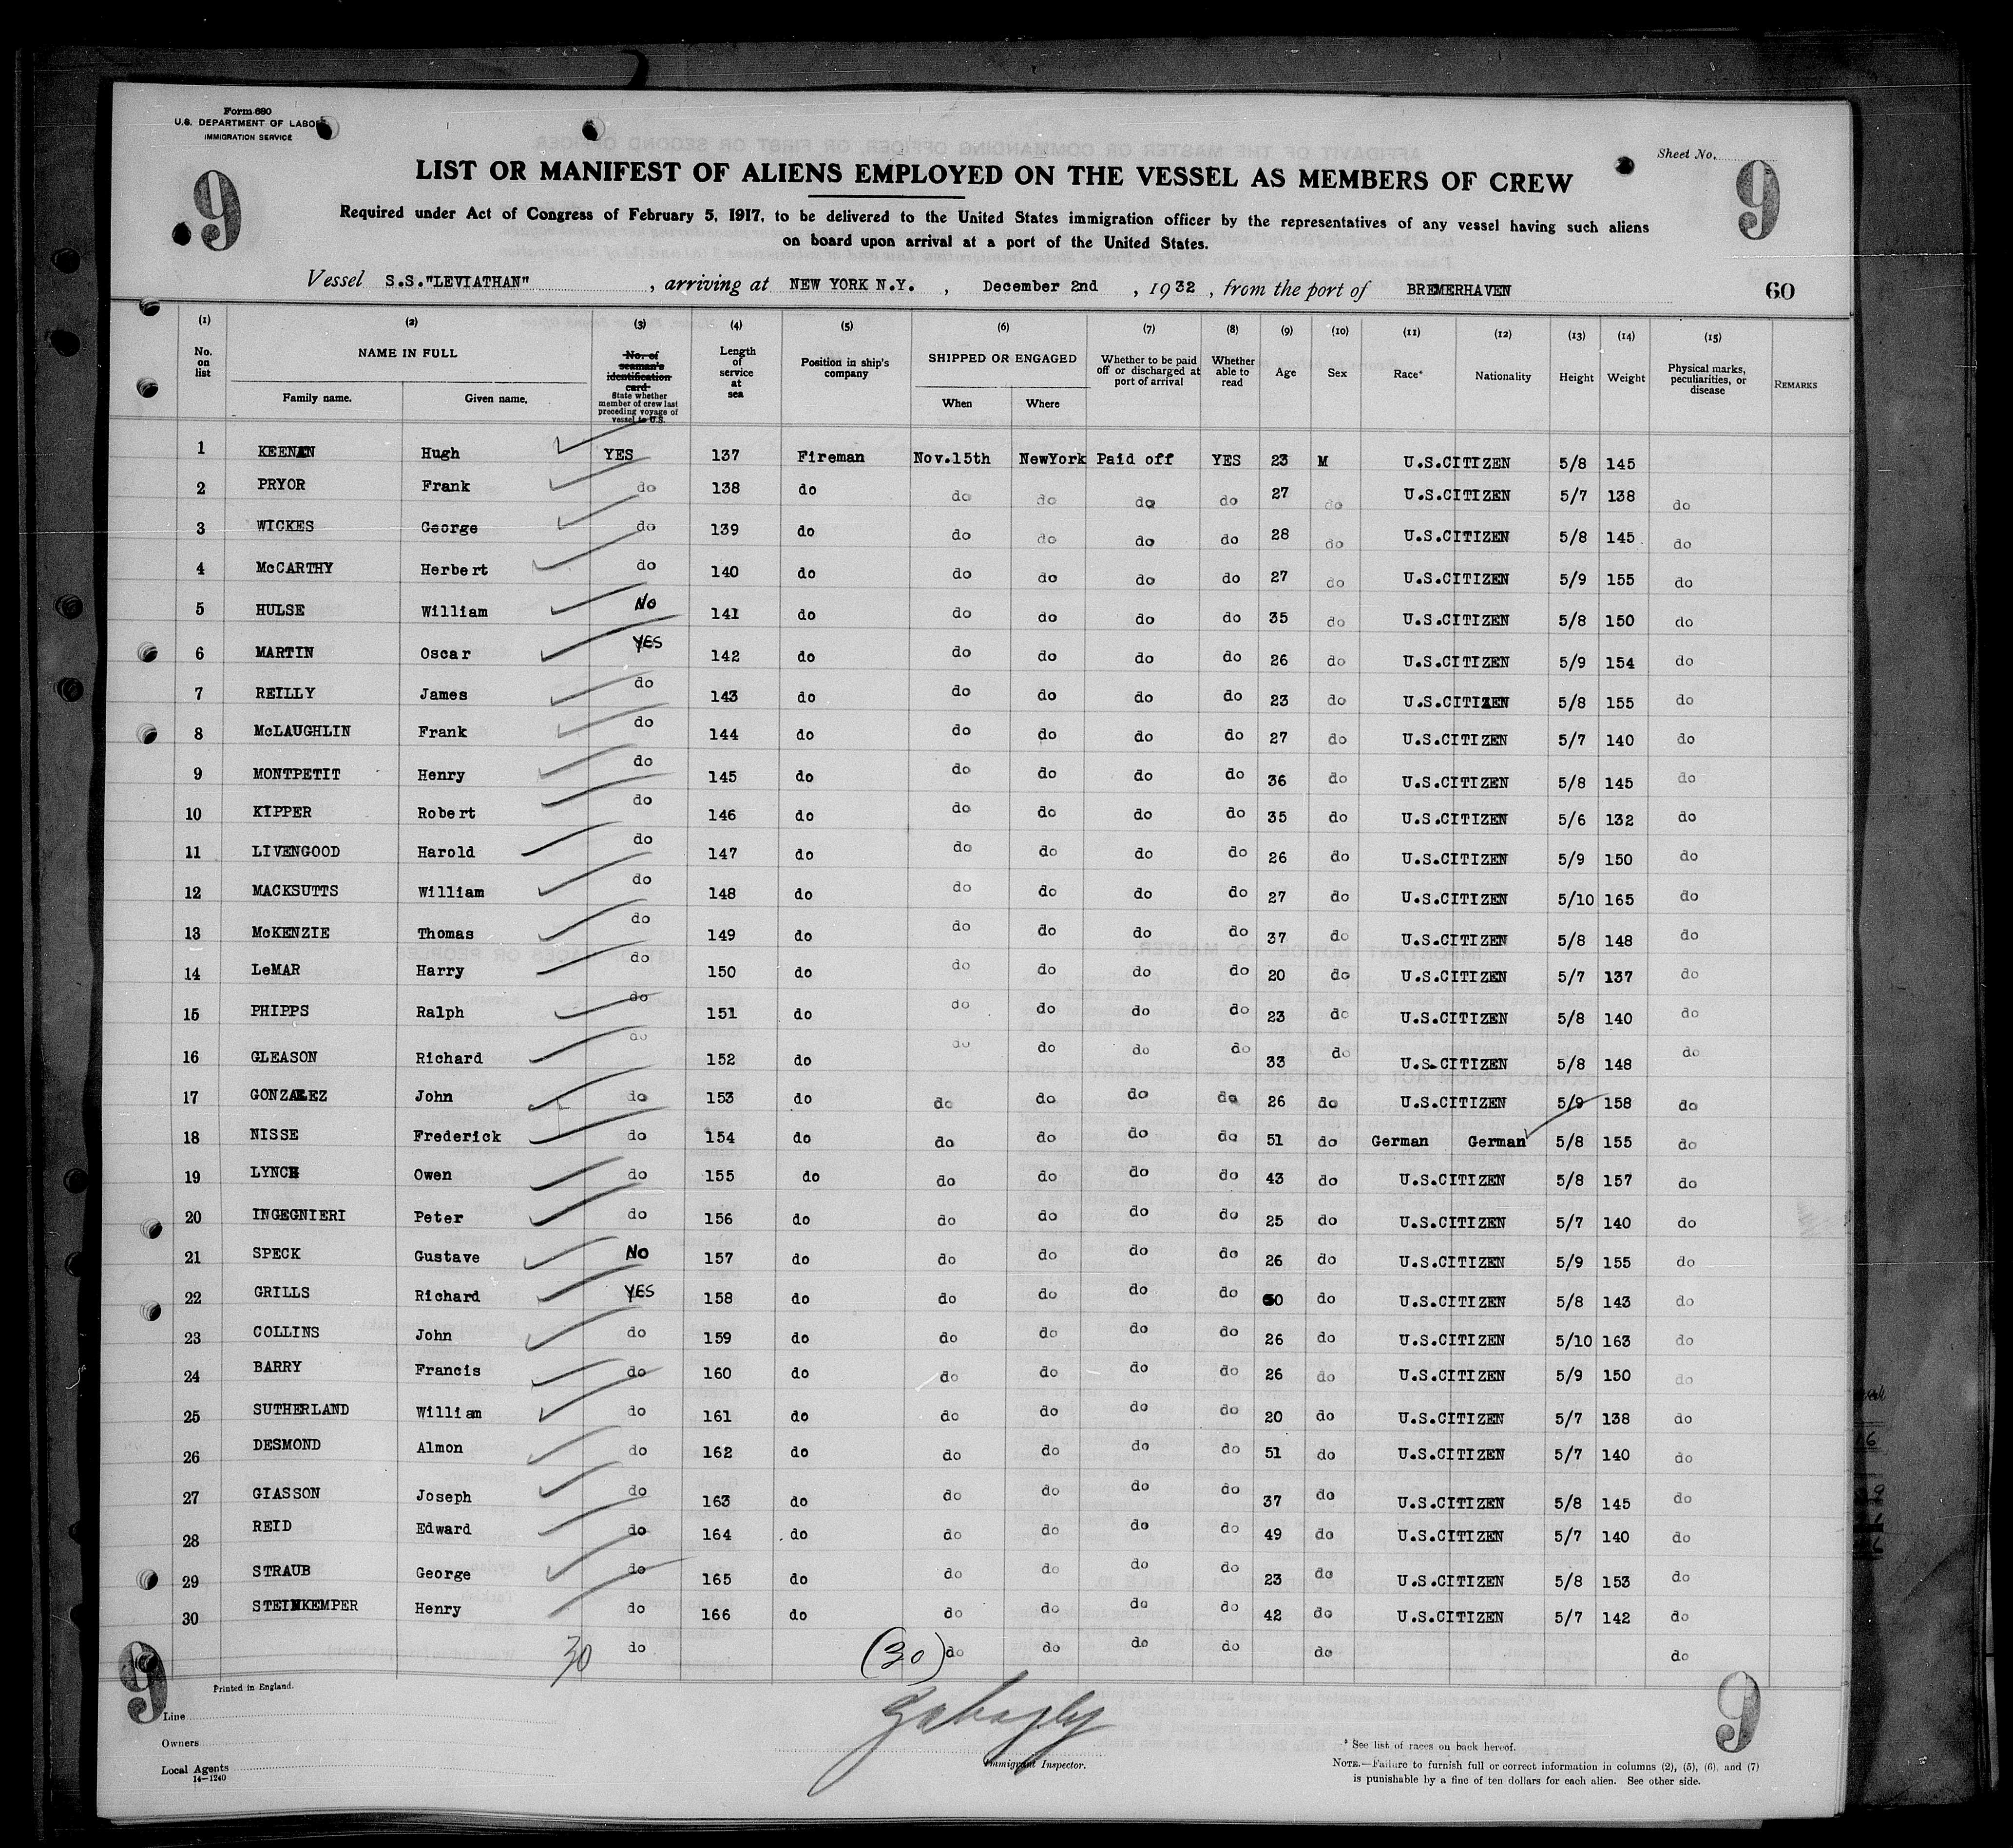 Form 680
U.S. DEPARTMENT OF LABOR
IMMIGRATION SERVICE
Sheet No.
9
9
LIST OR MANIFEST OF ALIENS EMPLOYED ON THE VESSEL AS MEMBERS OF CREW
Required under Act of Congress of February 5, 1917, to be delivered to the United States immigration officer by the representatives of any vessel having such aliens
on board upon arrival at a port of the United States.
Vessel S.S."LEVIATHAN", arriving at NEW YORK N.Y., December 2nd, 1932, from the port of BREMERHAVEN 60
(1) (2) (3) (4) (5) (6) (7) (8) (9) (10) (11) (12) (13) (14) (15)
No. on list NAME IN FULL Family name. Given name. No. of seaman's identification card State whether member of crew last preceding voyage of vessel to U.S. Length of service at sea Position in ship's company SHIPPED OR ENGAGED When Where Whether to be paid off or discharged at port of arrival Whether able to read Age Sex Race* Nationality Height Weight Physical marks, peculiarities, or disease REMARKS
1 KEENAN Hugh YES 137 Fireman Nov.15th NewYork Paid off YES 23 M U.S.CITIZEN 5/8 145
2 PRYOR Frank do 138 do do do do do 27 do U.S.CITIZEN 5/7 138 do
3 WICKES George do 139 do do do do do 28 do U.S.CITIZEN 5/8 145 do
4 McCARTHY Herbert do 140 do do do do do 27 do U.S.CITIZEN 5/9 155 do
5 HULSE William No 141 do do do do do 35 do U.S.CITIZEN 5/8 150 do
6 MARTIN Oscar YES 142 do do do do do 26 do U.S.CITIZEN 5/9 154 do
7 REILLY James do 143 do do do do do 23 do U.S.CITIZEN 5/8 155 do
8 McLAUGHLIN Frank do 144 do do do do do 27 do U.S.CITIZEN 5/7 140 do
9 MONTPETIT Henry do 145 do do do do do 36 do U.S.CITIZEN 5/8 145 do
10 KIPPER Robert do 146 do do do do do 35 do U.S.CITIZEN 5/6 132 do
11 LIVENGOOD Harold do 147 do do do do do 26 do U.S.CITIZEN 5/9 150 do
12 MACKSUTTS William do 148 do do do do do 27 do U.S.CITIZEN 5/10 165 do
13 McKENZIE Thomas do 149 do do do do do 37 do U.S.CITIZEN 5/8 148 do
14 LeMAR Harry do 150 do do do do do 20 do U.S.CITIZEN 5/7 137 do
15 PHIPPS Ralph do 151 do do do do do 23 do U.S.CITIZEN 5/8 140 do
16 GLEASON Richard do 152 do do do do do 33 do U.S.CITIZEN 5/8 148 do
17 GONZALEZ John do 153 do do do do do 26 do U.S.CITIZEN 5/9 158 do
18 NISSE Frederick do 154 do do do do do 51 do German German 5/8 155 do
19 LYNCH Owen do 155 do do do do do 43 do U.S.CITIZEN 5/8 157 do
20 INGEGNIERI Peter do 156 do do do do do 25 do U.S.CITIZEN 5/7 140 do
21 SPECK Gustave No 157 do do do do do 26 do U.S.CITIZEN 5/9 155 do
22 GRILLS Richard YES 158 do do do do do 50 do U.S.CITIZEN 5/8 143 do
23 COLLINS John do 159 do do do do do 26 do U.S.CITIZEN 5/10 163 do
24 BARRY Francis do 160 do do do do do 26 do U.S.CITIZEN 5/9 150 do
25 SUTHERLAND William do 161 do do do do do 20 do U.S.CITIZEN 5/7 138 do
26 DESMOND Almon do 162 do do do do do 51 do U.S.CITIZEN 5/7 140 do
27 GIASSON Joseph do 163 do do do do do 37 do U.S.CITIZEN 5/8 145 do
28 REID Edward do 164 do do do do do 49 do U.S.CITIZEN 5/7 140 do
29 STRAUB George do 165 do do do do do 23 do U.S.CITIZEN 5/8 153 do
30 STEINKEMPER Henry do 166 do do do do do 42 do U.S.CITIZEN 5/7 142 do
30 do (30) do do do do do do
9
9
Printed in England.
Line
Owners
Local Agents
14-1240
Immigrant Inspector.
* See list of races on back hereof.
NOTE.—Failure to furnish full or correct information in columns (2), (5), (6), and (7)
is punishable by a fine of ten dollars for each alien. See other side.